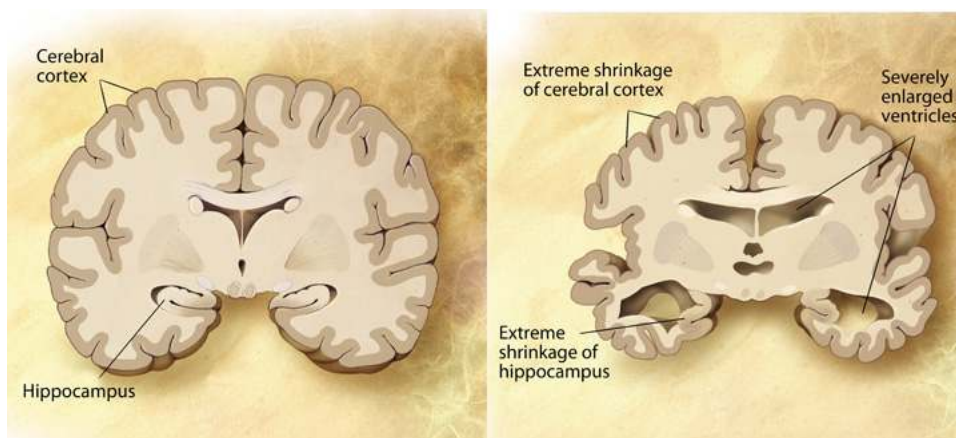 Cerebral
cortex
Hippocampus
Extreme shrinkage
of cerebral cortex
Severely
enlarged
ventricles
Extreme
shrinkage of
hippocampus